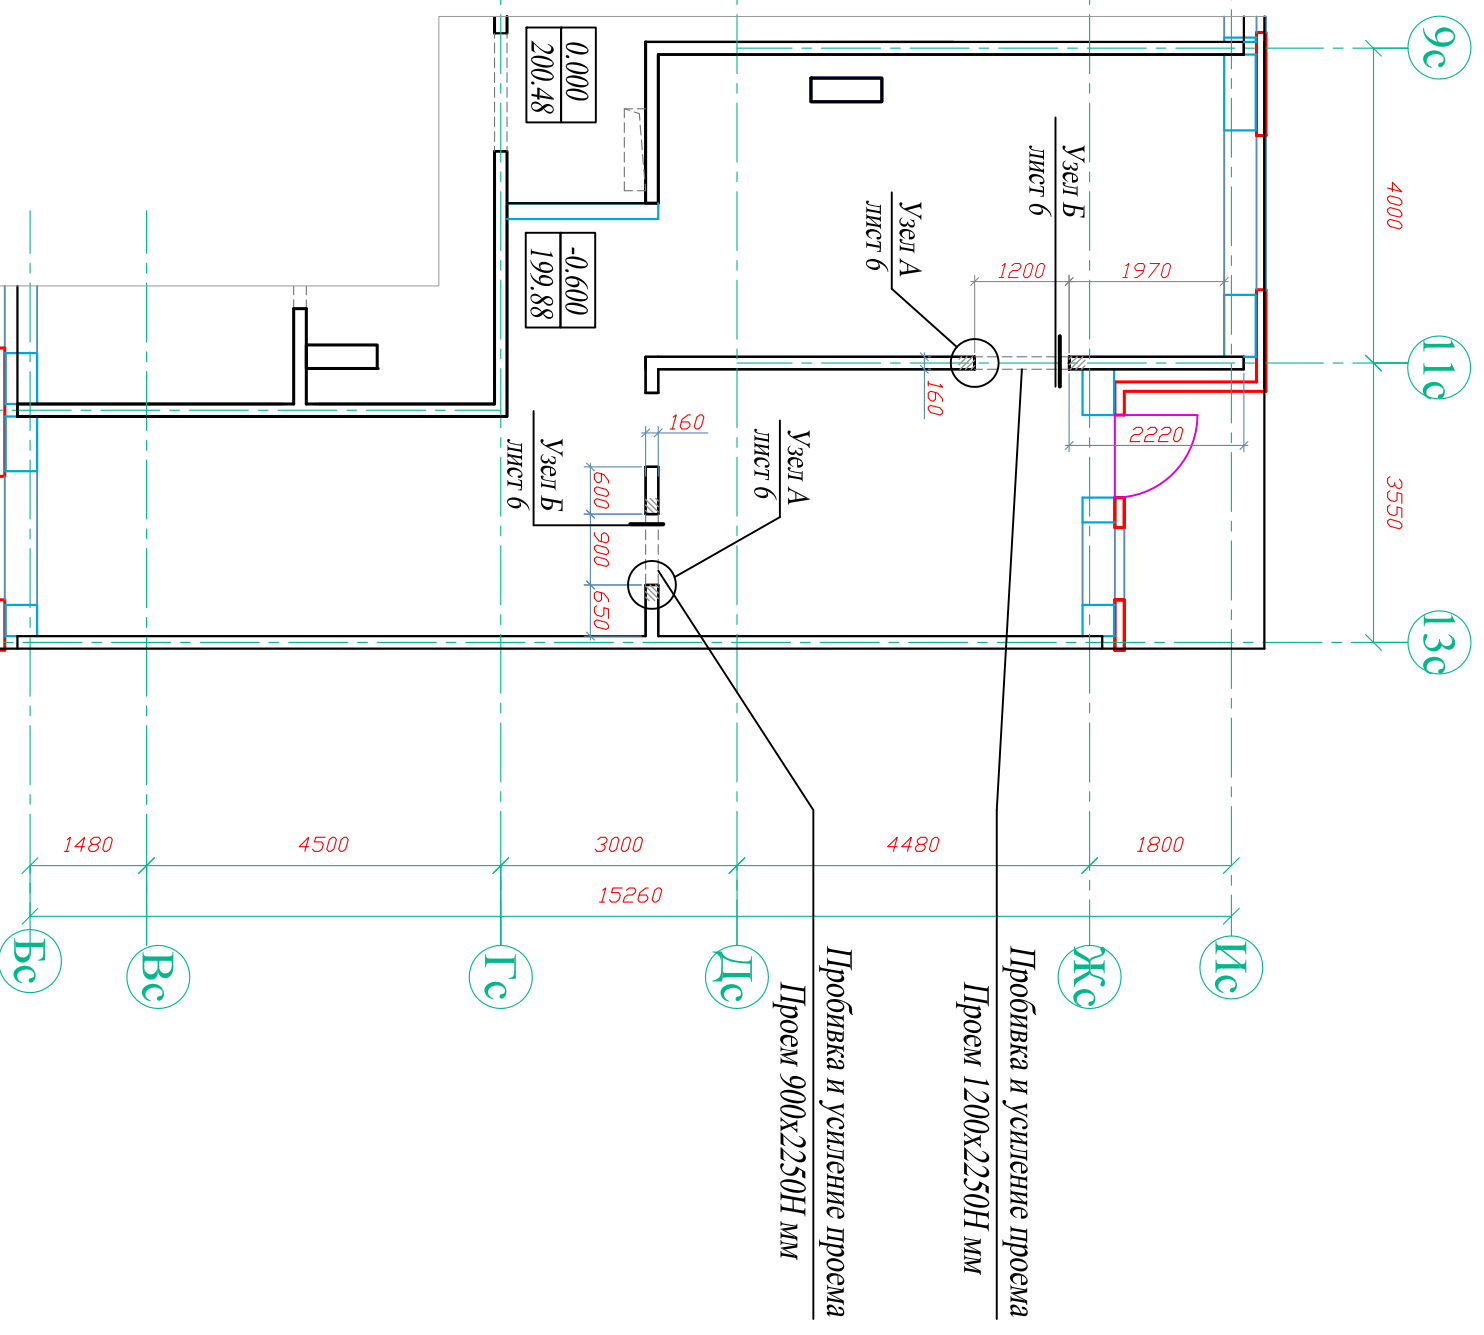 9с
11с
13с
4000
3550
Узел Б
лист 6
Узел А
лист 6
1200
1970
160
2220
0.000
200.48
-0.600
199.88
160
Узел А
лист 6
Узел Б
лист 6
600
900
650
1480
4500
3000
4480
1800
15260
Бс
Вс
Гс
Дс
Жс
Ис
Пробивка и усиление проема
Проем 1200х2250Н мм
Пробивка и усиление проема
Проем 900х2250Н мм